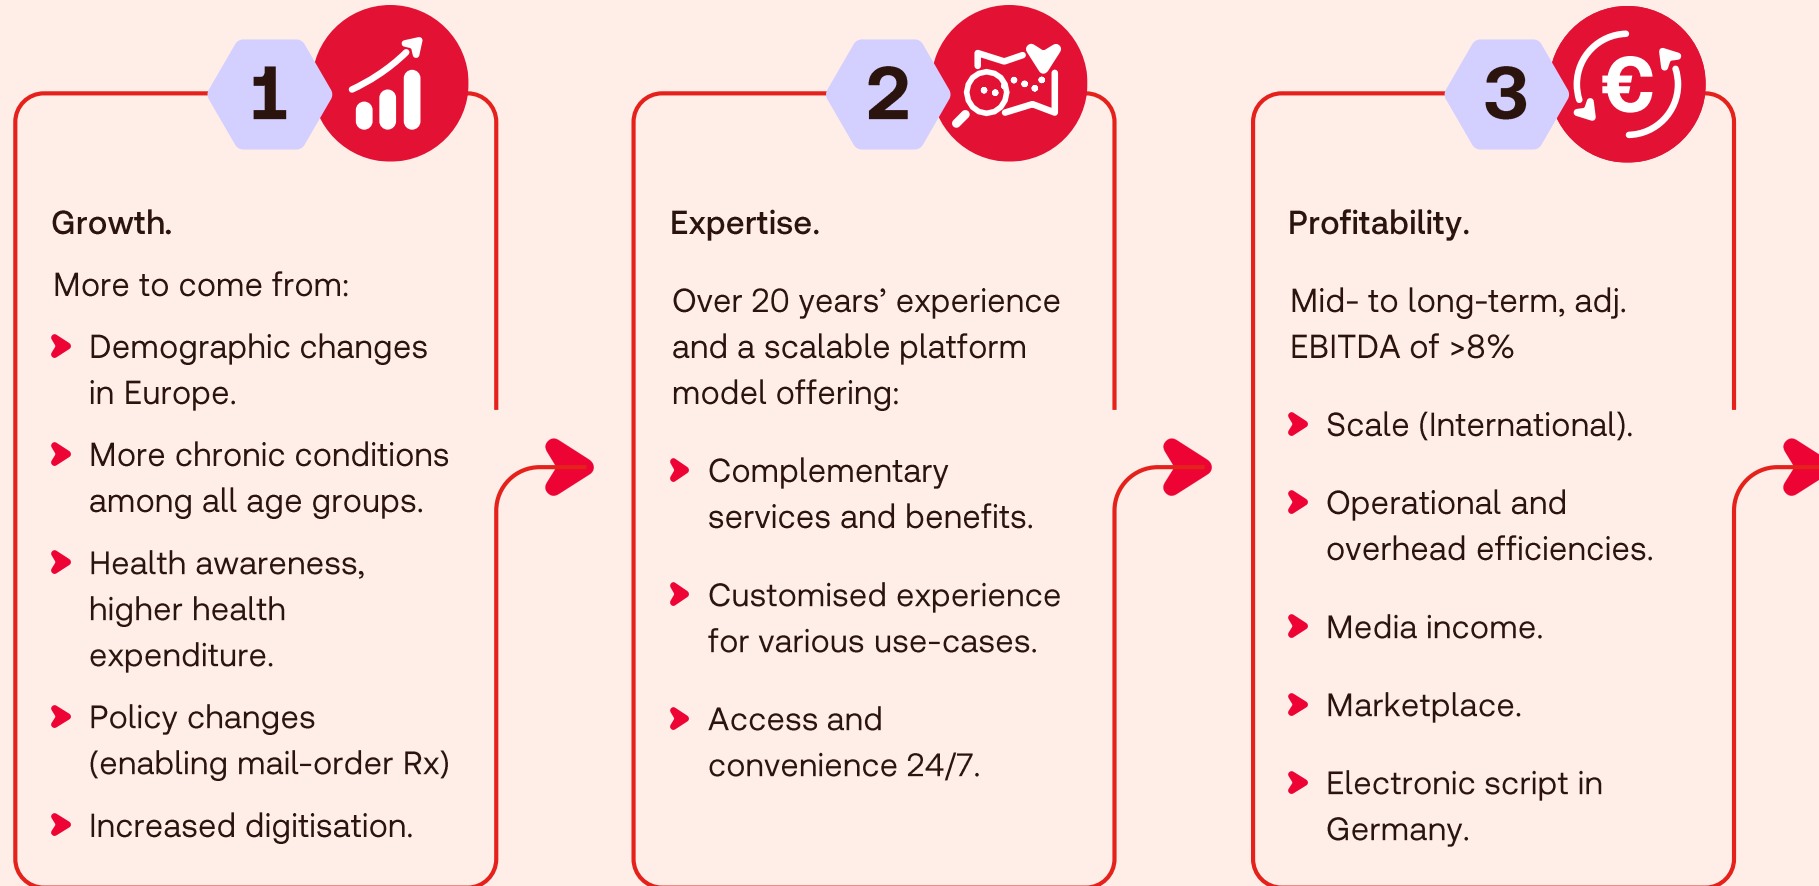 1
Growth.
More to come from:
Demographic changes
in Europe.
More chronic conditions
among all age groups.
Health awareness,
higher health
expenditure.
Policy changes
(enabling mail-order Rx)
Increased digitisation.
2
Expertise.
Over 20 years’ experience
and a scalable platform
model offering:
Complementary
services and benefits.
Customised experience
for various use-cases.
Access and
convenience 24/7.
3
€
Profitability.
Mid- to long-term, adj.
EBITDA of >8%
Scale (International).
Operational and
overhead efficiencies.
Media income.
Marketplace.
Electronic script in
Germany.